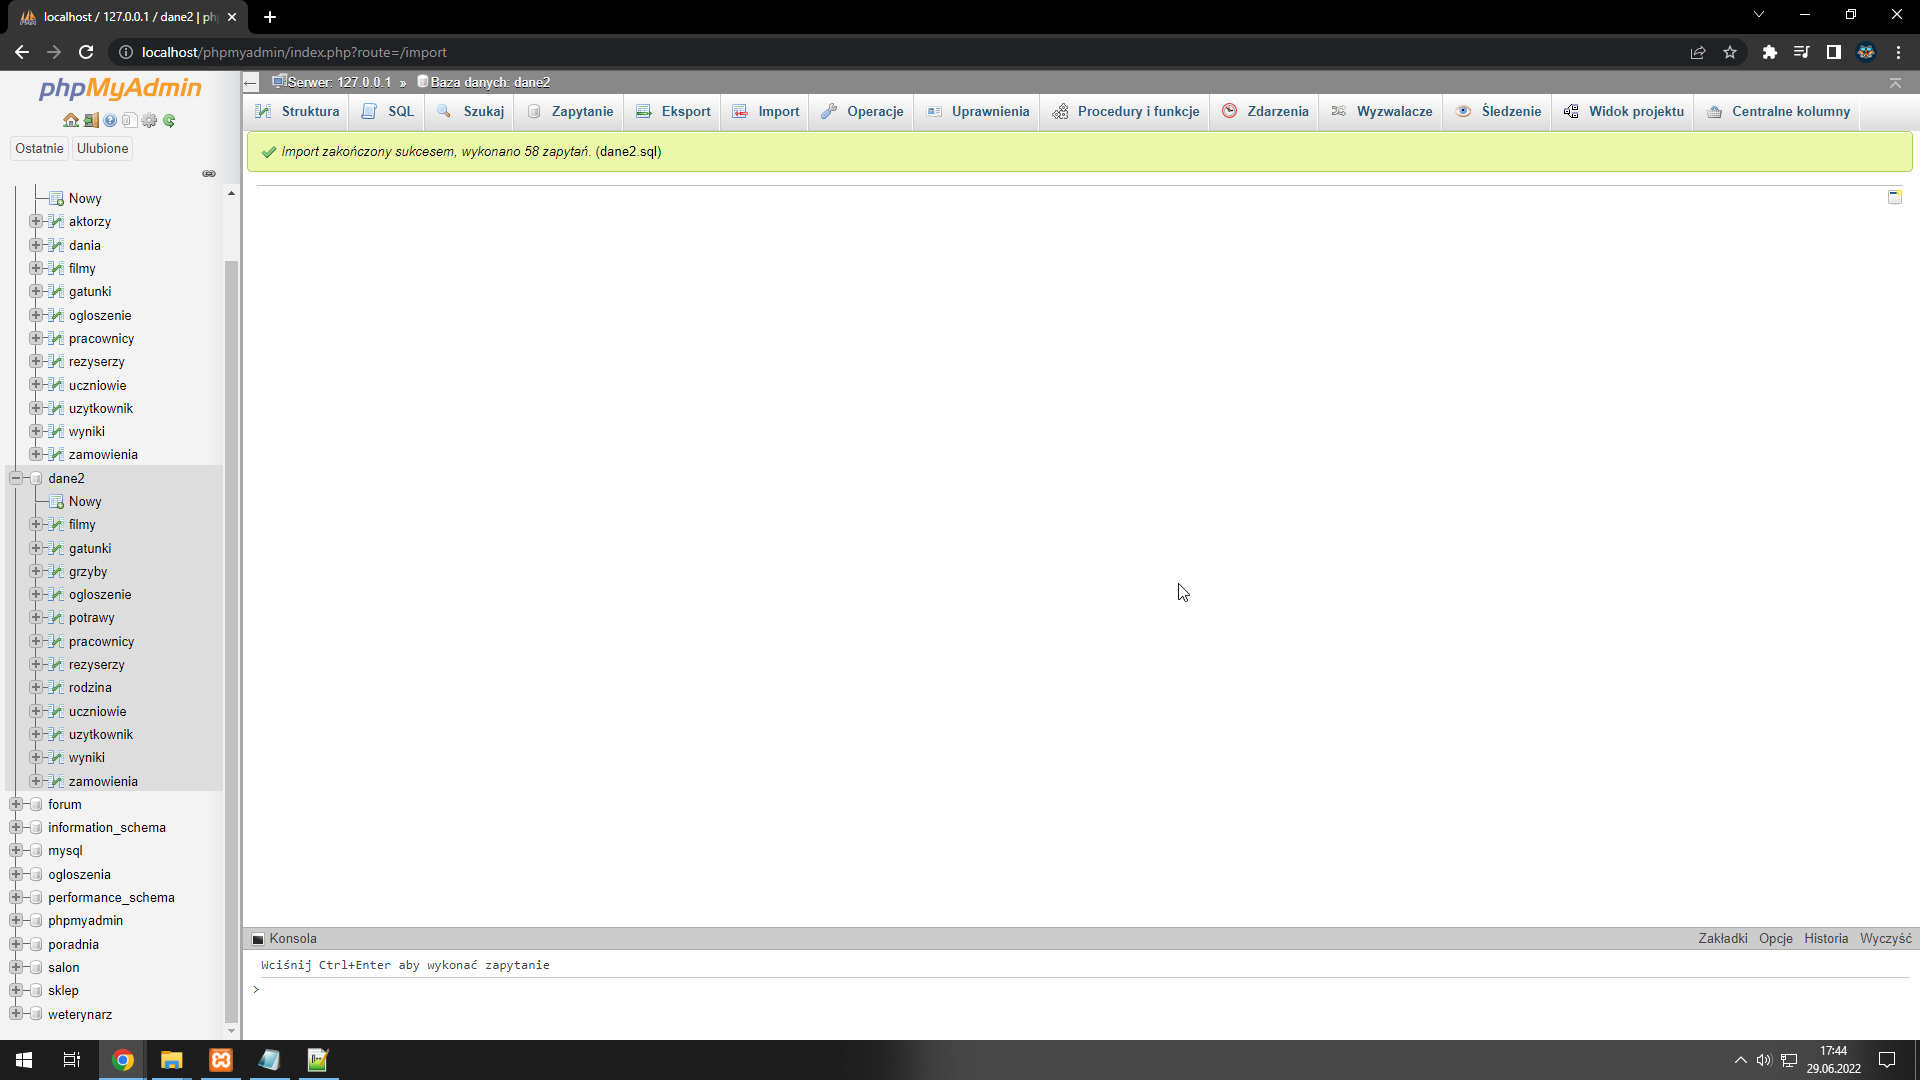 localhost / 127.0.0.1 / dane2 | ph
localhost/phpmyadmin/index.php?route=/import
phpMyAdmin
Ostatnie
Ulubione
Nowy
aktorzy
dania
filmy
gatunki
ogloszenie
pracownicy
rezyserzy
uczniowie
uzytkownik
wyniki
zamowienia
dane2
Nowy
filmy
gatunki
grzyby
ogloszenie
potrawy
pracownicy
rezyserzy
rodzina
uczniowie
uzytkownik
wyniki
zamowienia
forum
information_schema
mysql
ogloszenia
performance_schema
phpmyadmin
poradnia
salon
sklep
weterynarz
Serwer: 127.0.0.1 » Baza danych: dane2
Struktura SQL Szukaj Zapytanie Eksport Import Operacje Uprawnienia Procedury i funkcje Zdarzenia Wyzwalacze Śledzenie Widok projektu Centralne kolumny
Import zakończony sukcesem, wykonano 58 zapytań. (dane2.sql)
Konsola
Zakładki Opcje Historia Wyczyść
Wciśnij Ctrl+Enter aby wykonać zapytanie
>
17:44
29.06.2022